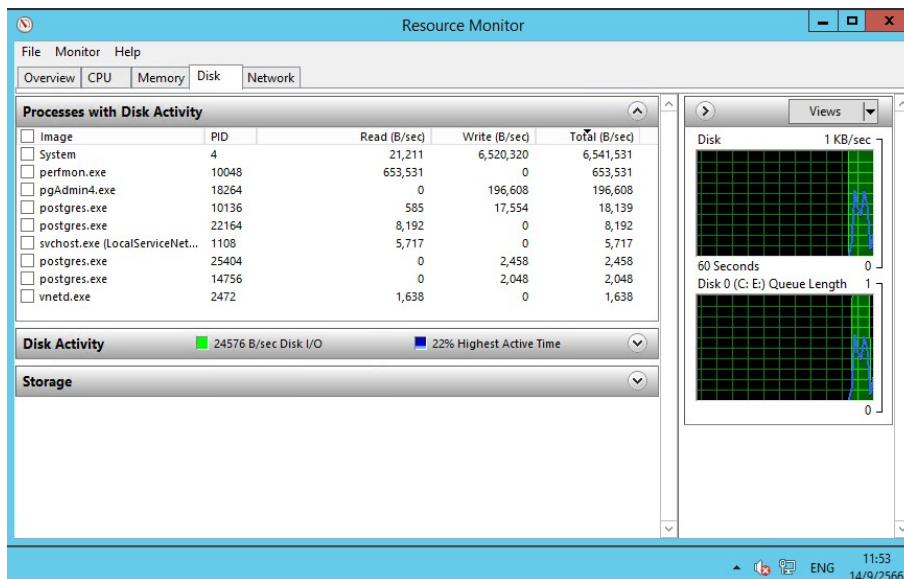 Resource Monitor
File Monitor Help
Overview CPU Memory Disk Network
Processes with Disk Activity
Image PID Read (B/sec) Write (B/sec) Total (B/sec)
System 4 21,211 6,520,320 6,541,531
perfmon.exe 10048 653,531 0 653,531
pgAdmin4.exe 18264 0 196,608 196,608
postgres.exe 10136 585 17,554 18,139
postgres.exe 22164 8,192 0 8,192
svchost.exe (LocalServiceNet... 1108 5,717 0 5,717
postgres.exe 25404 0 2,458 2,458
postgres.exe 14756 0 2,048 2,048
vnetd.exe 2472 1,638 0 1,638
Disk Activity 24576 B/sec Disk I/O 22% Highest Active Time
Storage
Views
Disk 1 KB/sec
60 Seconds 0
Disk 0 (C: E:) Queue Length 1
0
ENG
11:53
14/9/2566